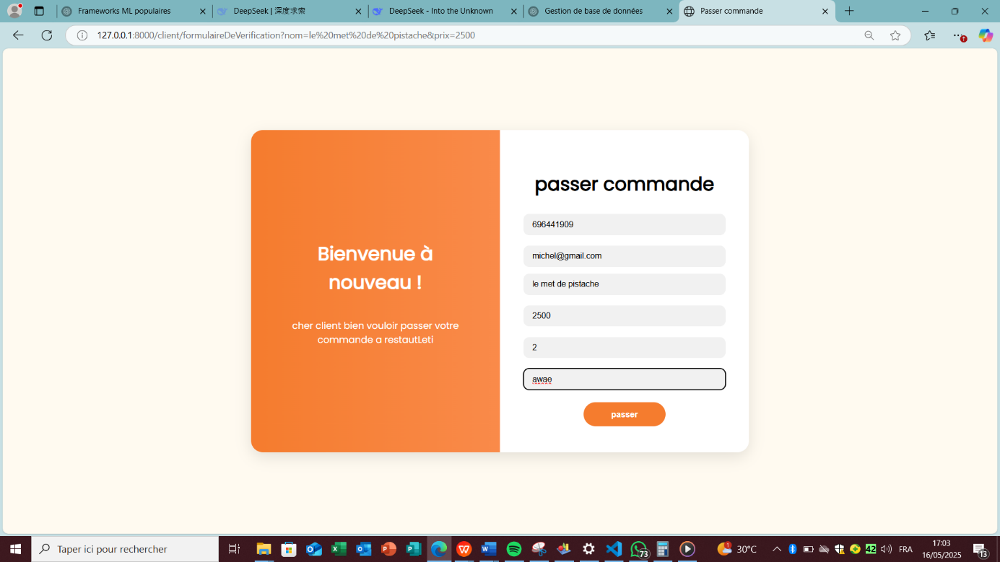 Frameworks ML populaires
DeepSeek | 深度求索
DeepSeek - Into the Unknown
Gestion de base de données
Passer commande
127.0.0.1:8000/client/formulaireDeVerification?nom=le%20met%20de%20pistache&prix=2500
Bienvenue à
nouveau !
cher client bien vouloir passer votre
commande a restautLeti
passer commande
696441909
michel@gmail.com
le met de pistache
2500
2
awae
passer
Taper ici pour rechercher
73
1
30°C
42
FRA
17:03
16/05/2025
13